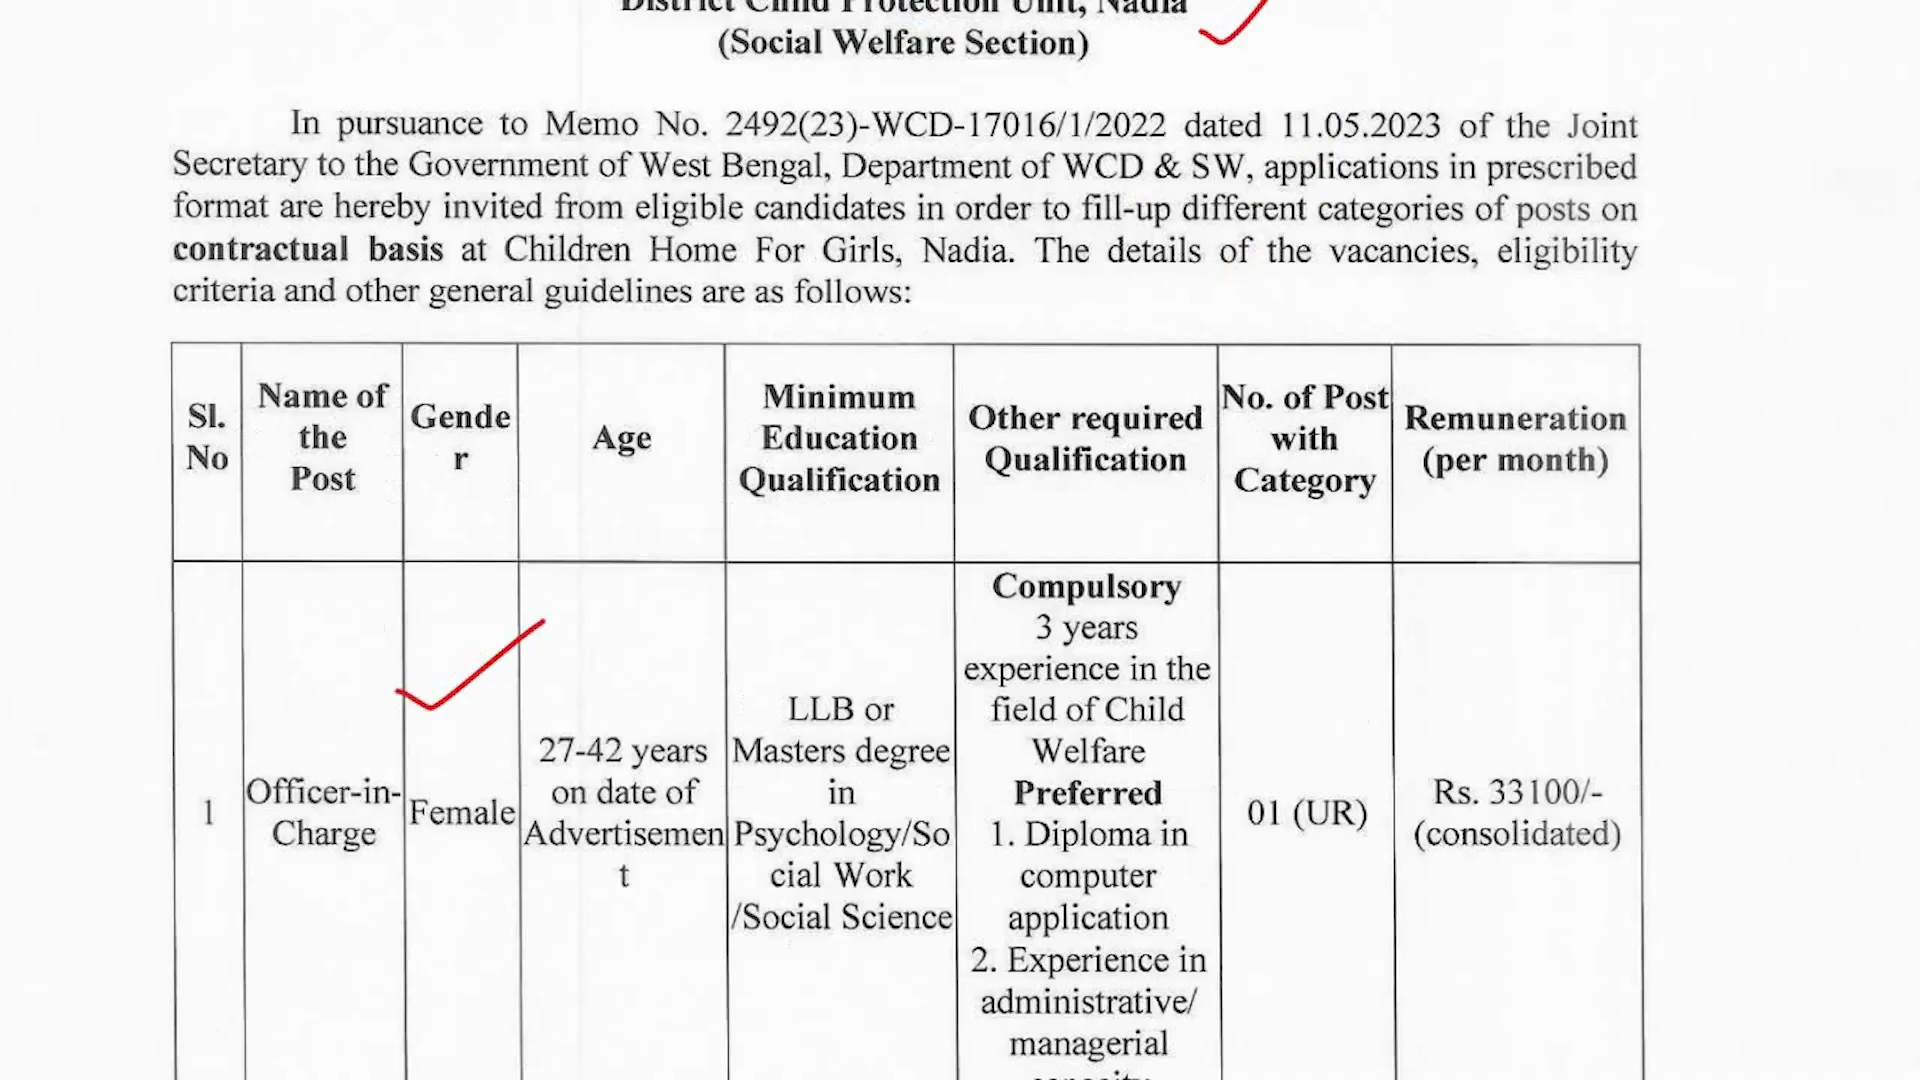 District Child Protection Unit, Nadia
(Social Welfare Section)
In pursuance to Memo No. 2492(23)-WCD-17016/1/2022 dated 11.05.2023 of the Joint
Secretary to the Government of West Bengal, Department of WCD & SW, applications in prescribed
format are hereby invited from eligible candidates in order to fill-up different categories of posts on
contractual basis at Children Home For Girls, Nadia. The details of the vacancies, eligibility
criteria and other general guidelines are as follows:
Sl.
No
Name of
the
Post
Gende
r
Age
Minimum
Education
Qualification
Other required
Qualification
No. of Post
with
Category
Remuneration
(per month)
1
Officer-in-
Charge
Female
27-42 years
on date of
Advertisemen
t
LLB or
Masters degree
in
Psychology/So
cial Work
/Social Science
Compulsory
3 years
experience in the
field of Child
Welfare
Preferred
1. Diploma in
computer
application
2. Experience in
administrative/
managerial
capacity
01 (UR)
Rs. 33100/-
(consolidated)